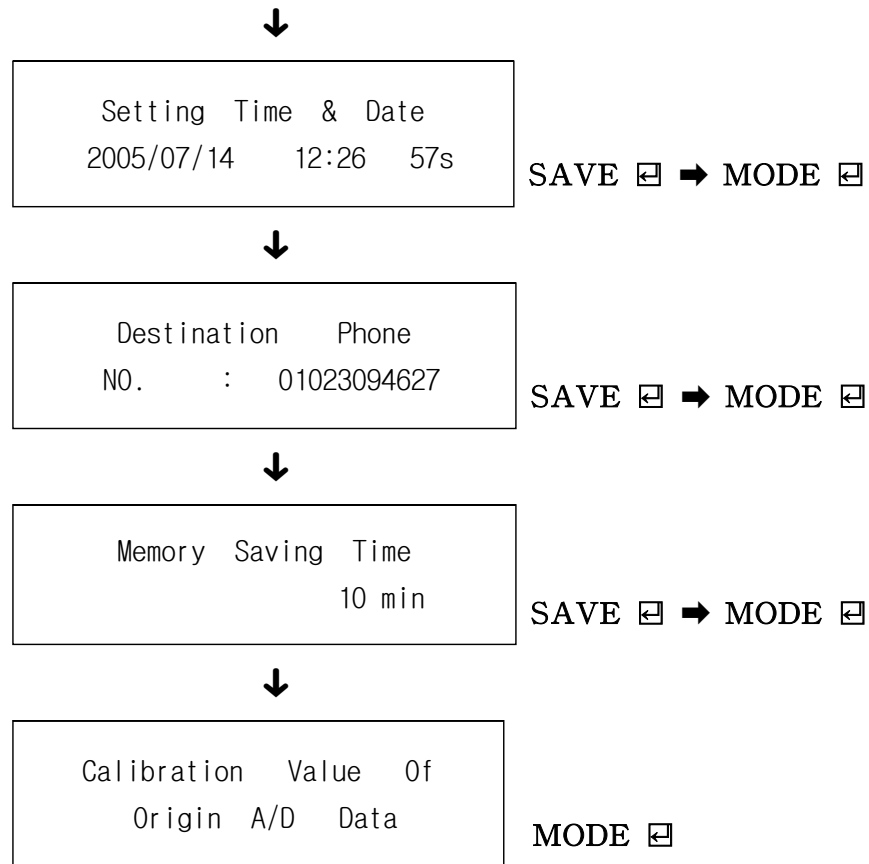 ↓
Setting Time & Date
2005/07/14 12:26 57s
SAVE ↵ ➡ MODE ↵
↓
Destination Phone
NO. : 01023094627
SAVE ↵ ➡ MODE ↵
↓
Memory Saving Time
10 min
SAVE ↵ ➡ MODE ↵
↓
Calibration Value Of
Origin A/D Data
MODE ↵